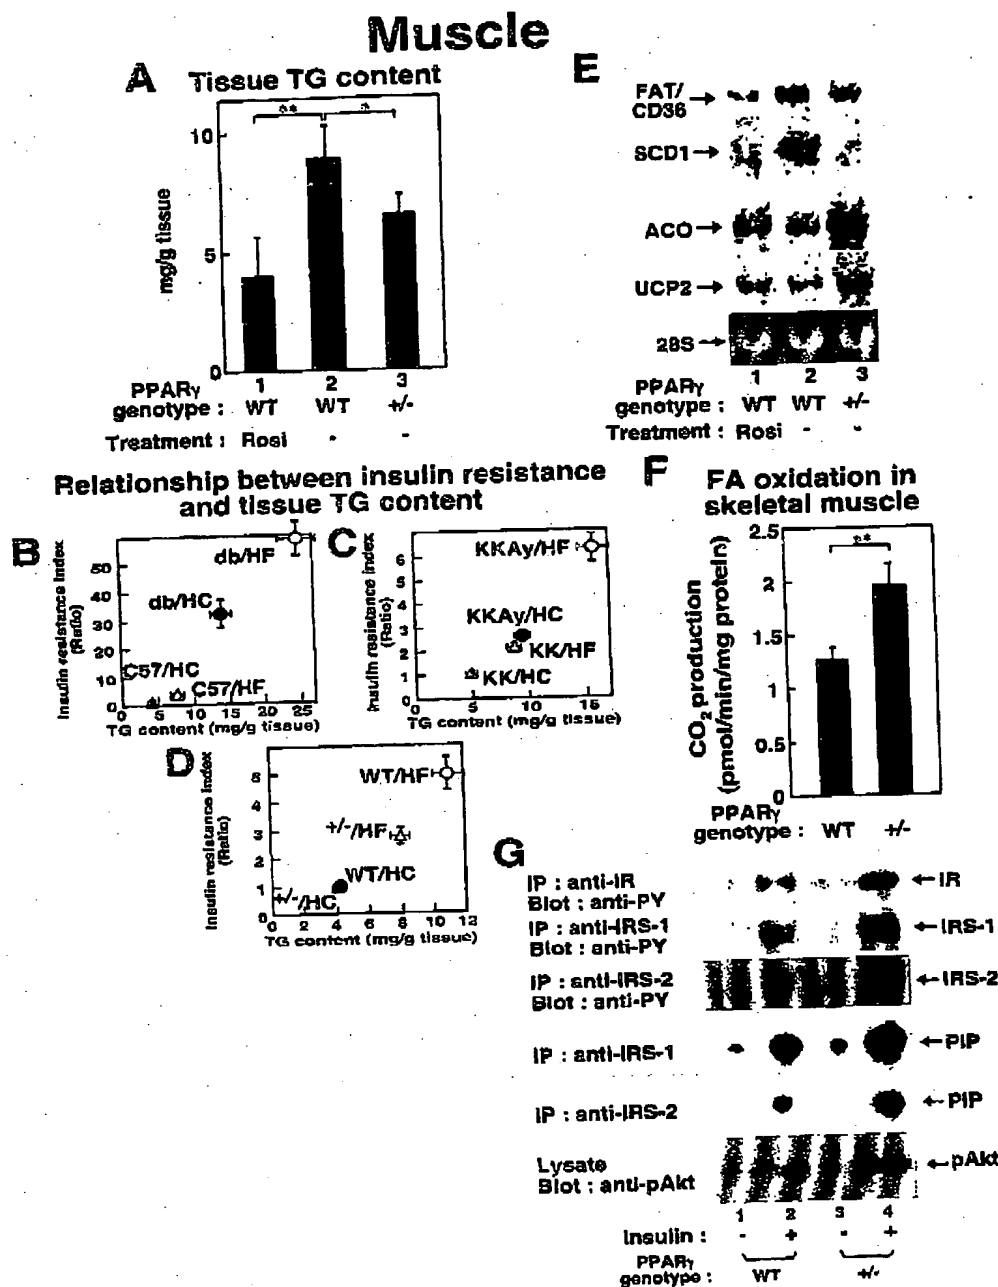 Muscle
A
Tissue TG content
**
*
10
5
0
mg/g tissue
1 2 3
PPARγ
genotype : WT WT +/-
Treatment : Rosi - -
E
FAT/
CD36
SCD1
ACO
UCP2
28S
1 2 3
PPARγ
genotype : WT WT +/-
Treatment : Rosi - -
Relationship between insulin resistance
and tissue TG content
B
Insulin resistance index
(Ratio)
50
40
30
20
10
0
db/HF
db/HC
C57/HC
C57/HF
0 5 10 15 20 25
TG content (mg/g tissue)
C
Insulin resistance index
(Ratio)
6
5
4
3
2
1
0
KKAy/HF
KKAy/HC
KK/HF
KK/HC
0 5 10 15
TG content (mg/g tissue)
D
Insulin resistance index
(Ratio)
5
4
3
2
1
0
WT/HF
+/-/HF
WT/HC
+/-/HC
0 2 4 6 8 10 12
TG content (mg/g tissue)
F
FA oxidation in
skeletal muscle
**
2.5
2
1.5
1
0.5
0
CO2 production
(pmol/min/mg protein)
PPARγ
genotype : WT +/-
G
IP : anti-IR
Blot : anti-PY
IR
IP : anti-IRS-1
Blot : anti-PY
IRS-1
IP : anti-IRS-2
Blot : anti-PY
IRS-2
IP : anti-IRS-1
PIP
IP : anti-IRS-2
PIP
Lysate
Blot : anti-pAkt
pAkt
1 2 3 4
Insulin : - + - +
PPARγ
genotype : WT +/-